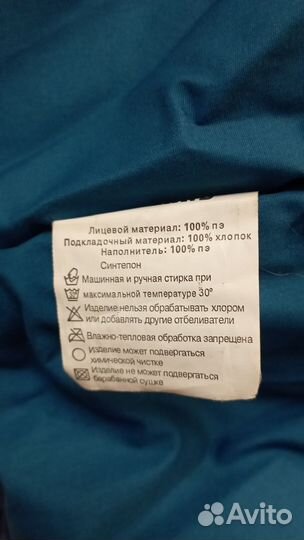 Лицевой материал: 100% пэ
Подкладочный материал: 100% хлопок
Наполнитель: 100% пэ
Синтепон
Машинная и ручная стирка при
максимальной температуре 30°
Изделие нельзя обрабатывать хлором
или добавлять другие отбеливатели
Влажно-тепловая обработка запрещена
Изделие может подвергаться
химической чистке
Изделие не может подвергаться
барабанной сушке
Avito